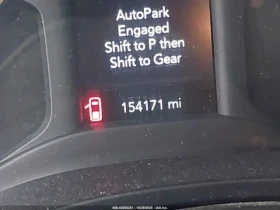 AutoPark
Engaged
Shift to P then
Shift to Gear
154171 mi